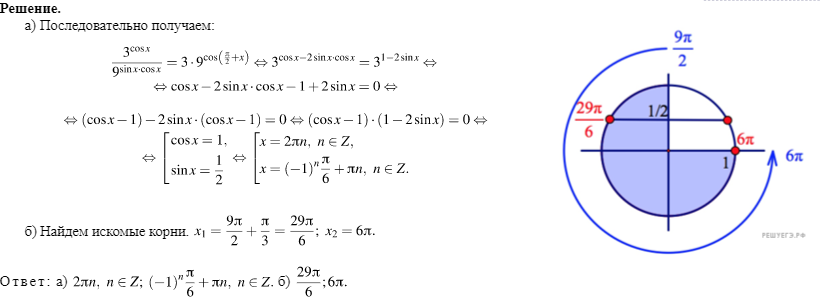 Решение.
а) Последовательно получаем:
3^{cos x} / 9^{sin x·cos x} = 3 · 9^{cos(π/2 + x)} ⇔ 3^{cos x−2 sin x·cos x} = 3^{1−2 sin x} ⇔
⇔ cos x − 2 sin x · cos x − 1 + 2 sin x = 0 ⇔
⇔ (cos x − 1) − 2 sin x · (cos x − 1) = 0 ⇔ (cos x − 1) · (1 − 2 sin x) = 0 ⇔
⇔ [ cos x = 1, sin x = 1/2 ⇔ [ x = 2πn, n ∈ Z, x = (−1)^n π/6 + πn, n ∈ Z.
б) Найдем искомые корни. x₁ = 9π/2 + π/3 = 29π/6; x₂ = 6π.
Ответ: а) 2πn, n ∈ Z; (−1)^n π/6 + πn, n ∈ Z. б) 29π/6; 6π.
9π/2
29π/6
1/2
6π
1
6π
РЕШУЕГЭ.РФ